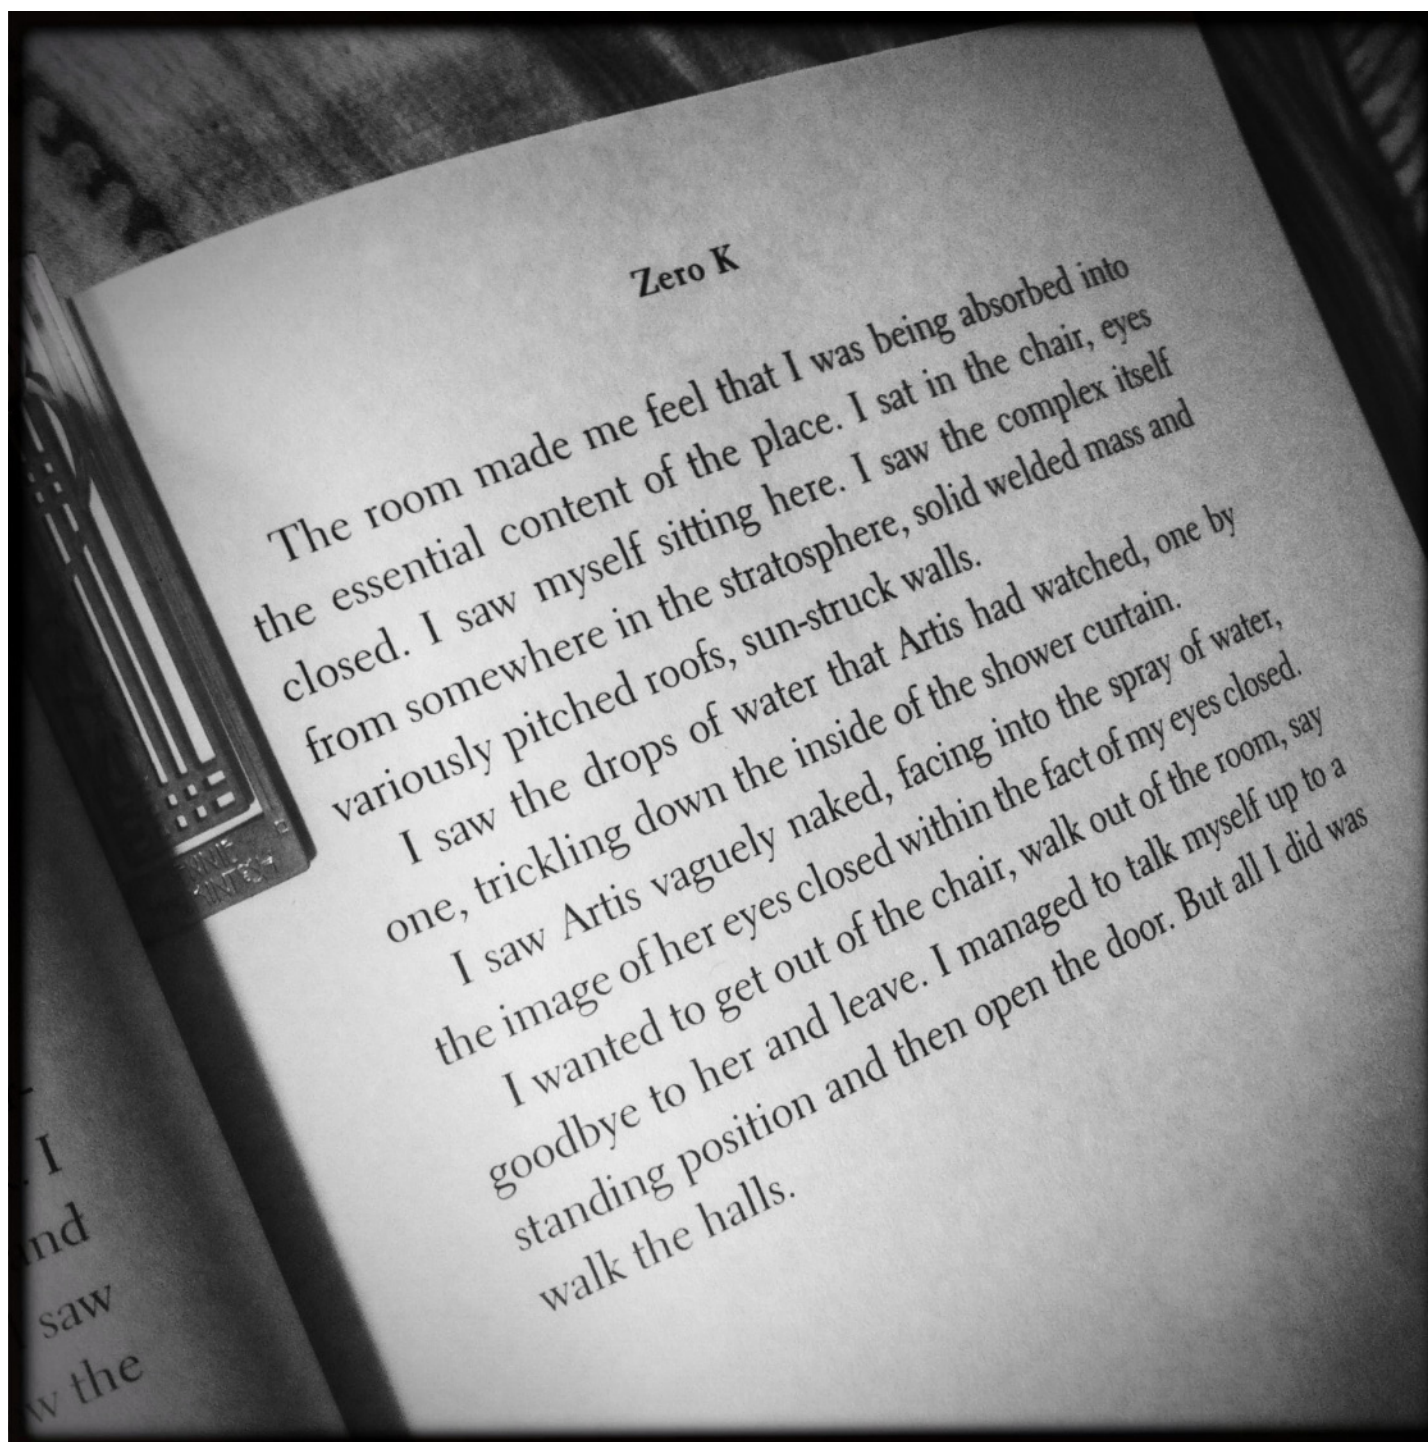 Zero K
The room made me feel that I was being absorbed into
the essential content of the place. I sat in the chair, eyes
closed. I saw myself sitting here. I saw the complex itself
from somewhere in the stratosphere, solid welded mass and
variously pitched roofs, sun-struck walls.
I saw the drops of water that Artis had watched, one by
one, trickling down the inside of the shower curtain.
I saw Artis vaguely naked, facing into the spray of water,
the image of her eyes closed within the fact of my eyes closed.
I wanted to get out of the chair, walk out of the room, say
goodbye to her and leave. I managed to talk myself up to a
standing position and then open the door. But all I did was
walk the halls.
I
saw
the